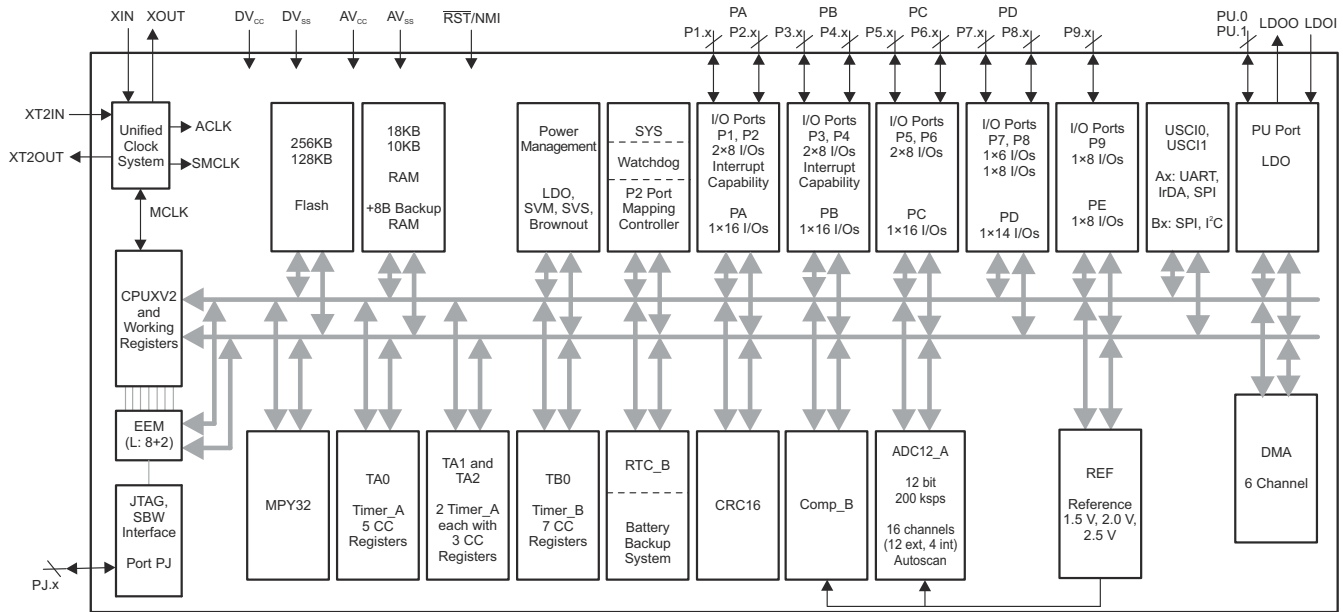 XIN XOUT DVCC DVSS AVCC AVSS RST/NMI
PA PB PC PD
P1.x P2.x P3.x P4.x P5.x P6.x P7.x P8.x P9.x
PU.0
PU.1
LDOO LDOI
XT2IN
XT2OUT
Unified
Clock
System
ACLK
SMCLK
MCLK
256KB
128KB
Flash
18KB
10KB
RAM
+8B Backup
RAM
Power
Management
LDO,
SVM, SVS,
Brownout
SYS
Watchdog
P2 Port
Mapping
Controller
I/O Ports
P1, P2
2×8 I/Os
Interrupt
Capability
PA
1×16 I/Os
I/O Ports
P3, P4
2×8 I/Os
Interrupt
Capability
PB
1×16 I/Os
I/O Ports
P5, P6
2×8 I/Os
PC
1×16 I/Os
I/O Ports
P7, P8
1×6 I/Os
1×8 I/Os
PD
1×14 I/Os
I/O Ports
P9
1×8 I/Os
PE
1×8 I/Os
USCI0,
USCI1
Ax: UART,
IrDA, SPI
Bx: SPI, I²C
PU Port
LDO
CPUXV2
and
Working
Registers
EEM
(L: 8+2)
JTAG,
SBW
Interface
Port PJ
PJ.x
MPY32
TA0
Timer_A
5 CC
Registers
TA1 and
TA2
2 Timer_A
each with
3 CC
Registers
TB0
Timer_B
7 CC
Registers
RTC_B
Battery
Backup
System
CRC16
Comp_B
ADC12_A
12 bit
200 ksps
16 channels
(12 ext, 4 int)
Autoscan
REF
Reference
1.5 V, 2.0 V,
2.5 V
DMA
6 Channel